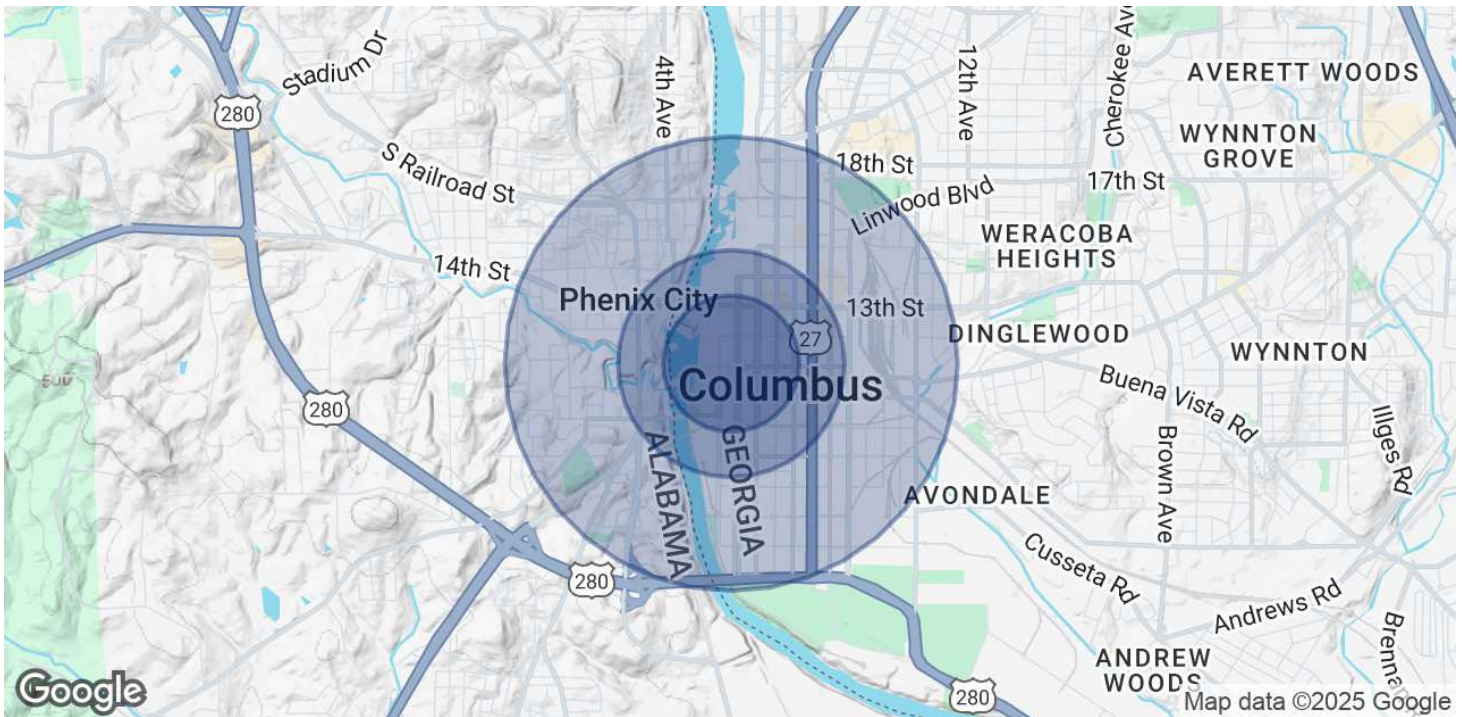 Stadium Dr
4th Ave
12th Ave
Cherokee Ave
AVERETT WOODS
280
WYNNTON
GROVE
S Railroad St
18th St
17th St
Linwood Blvd
WERACOBA
HEIGHTS
14th St
Phenix City
13th St
27
DINGLEWOOD
WYNNTON
Columbus
Buena Vista Rd
280
Illges Rd
Brown Ave
ALABAMA
GEORGIA
AVONDALE
Cusseta Rd
280
Andrews Rd
ANDREW
WOODS
280
Google
Map data ©2025 Google